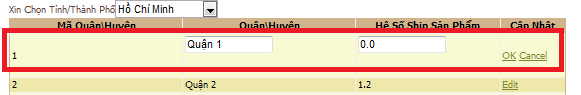 Xin Chọn Tỉnh/Thành Phố Hồ Chí Minh
Mã Quận\Huyện Quận\Huyện Hệ Số Ship Sản Phẩm Cập Nhật
1 Quận 1 0.0 OK Cancel
2 Quận 2 1.2 Edit